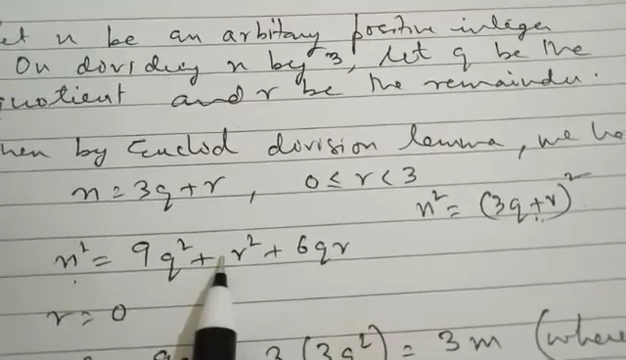 et n be an arbitrary positive integer
On dividing n by 3, let q be the
quotient and r be the remainder.
hen by Euclid division lemma, we ha
n = 3q + r , 0 ≤ r < 3
n² = (3q + r)²
n² = 9q² + r² + 6qr
r = 0
3 (3q²) = 3m (where